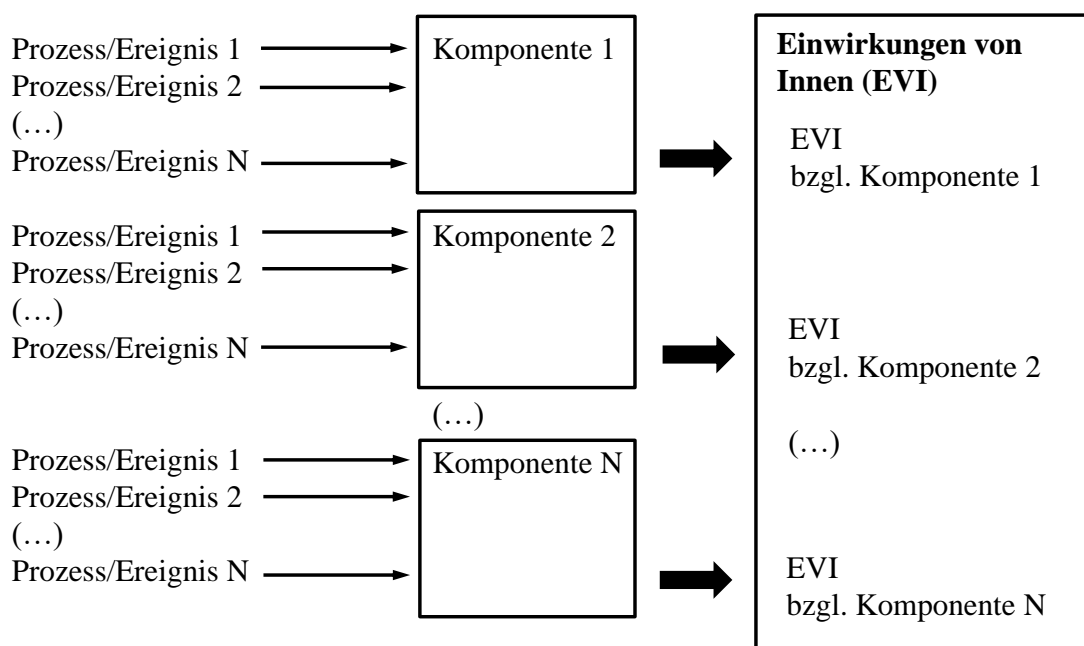 Prozess/Ereignis 1
Prozess/Ereignis 2
(…)
Prozess/Ereignis N
Komponente 1
Prozess/Ereignis 1
Prozess/Ereignis 2
(…)
Prozess/Ereignis N
Komponente 2
(…)
Prozess/Ereignis 1
Prozess/Ereignis 2
(…)
Prozess/Ereignis N
Komponente N
Einwirkungen von
Innen (EVI)
EVI
bzgl. Komponente 1
EVI
bzgl. Komponente 2
(…)
EVI
bzgl. Komponente N